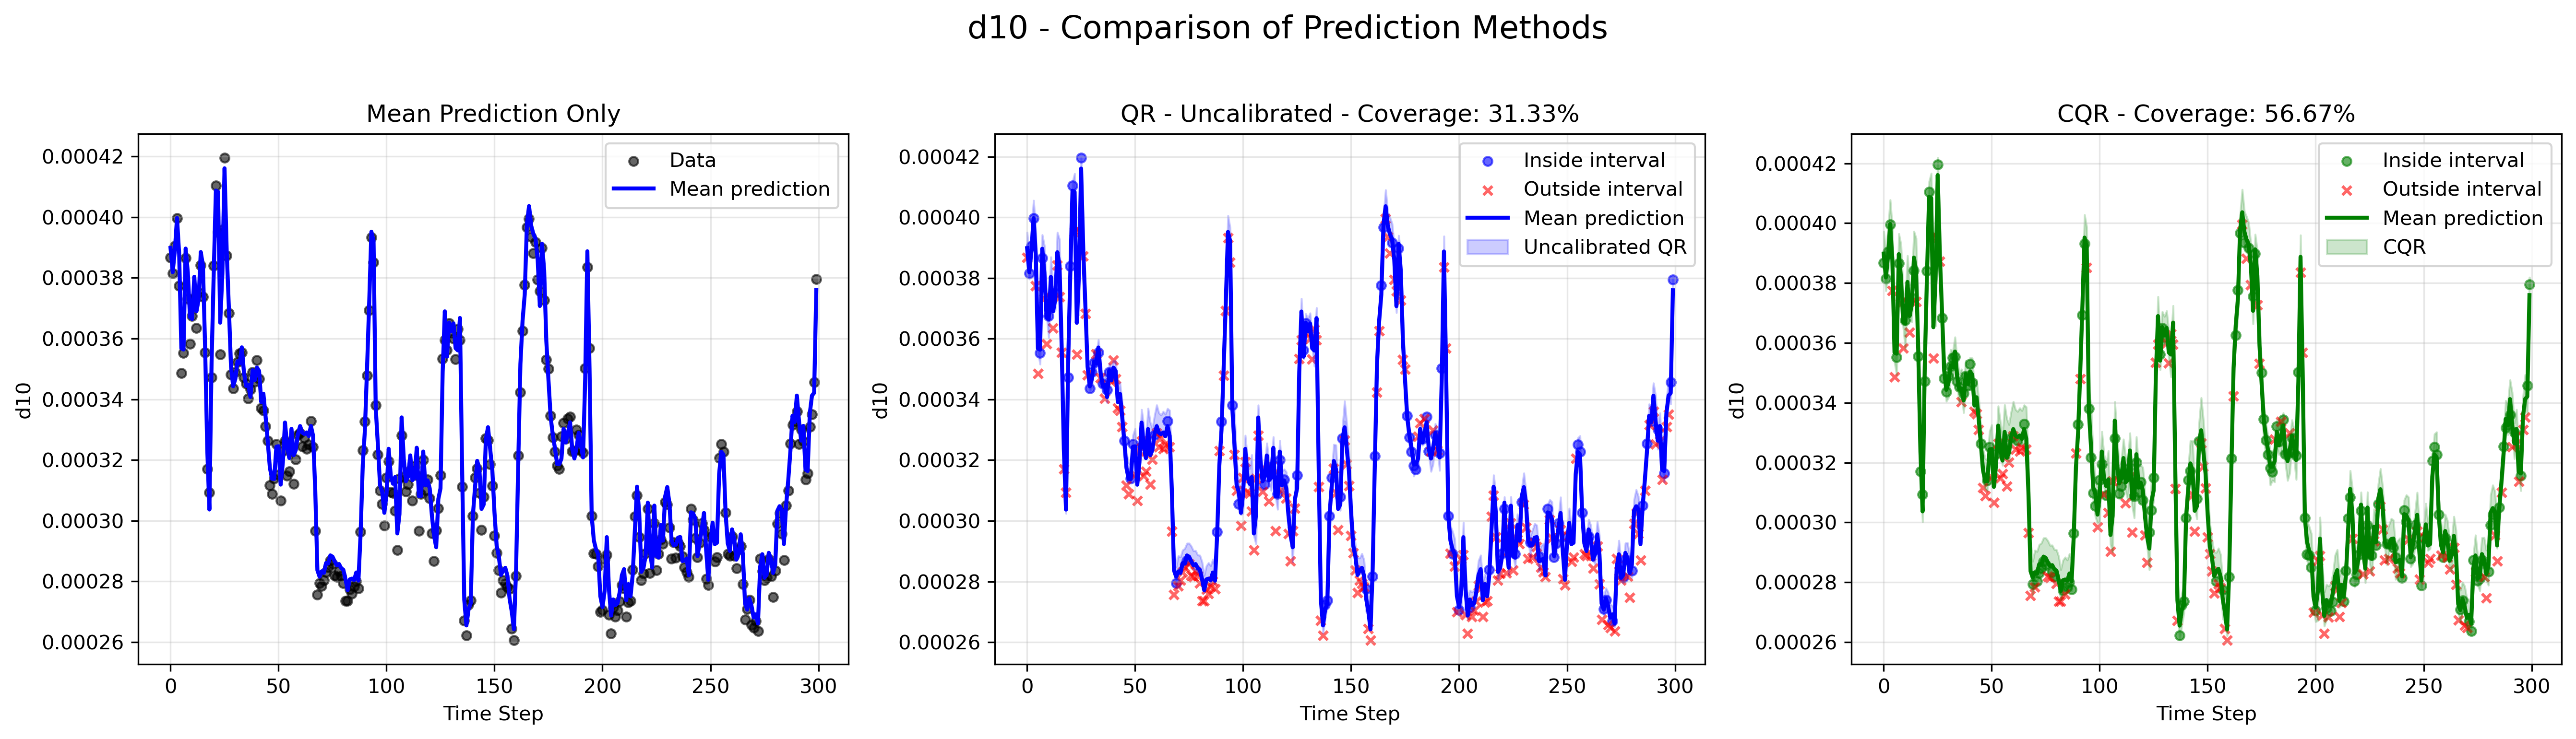 d10 - Comparison of Prediction Methods
Mean Prediction Only
0.00042
0.00040
0.00038
0.00036
0.00034
0.00032
0.00030
0.00028
0.00026
d10
0 50 100 150 200 250 300
Time Step
Data
Mean prediction
QR - Uncalibrated - Coverage: 31.33%
0.00042
0.00040
0.00038
0.00036
0.00034
0.00032
0.00030
0.00028
0.00026
d10
0 50 100 150 200 250 300
Time Step
Inside interval
Outside interval
Mean prediction
Uncalibrated QR
CQR - Coverage: 56.67%
0.00042
0.00040
0.00038
0.00036
0.00034
0.00032
0.00030
0.00028
0.00026
d10
0 50 100 150 200 250 300
Time Step
Inside interval
Outside interval
Mean prediction
CQR